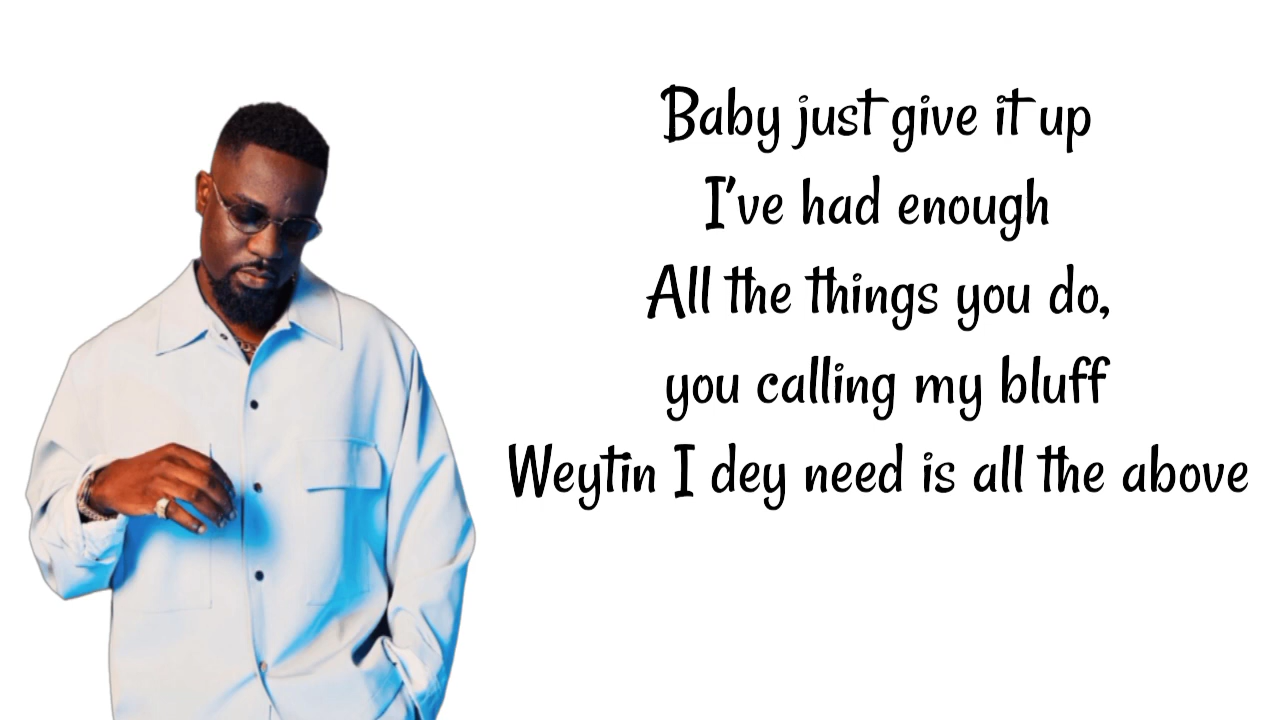 Baby just give it up
I've had enough
All the things you do,
you calling my bluff
Weytin I dey need is all the above